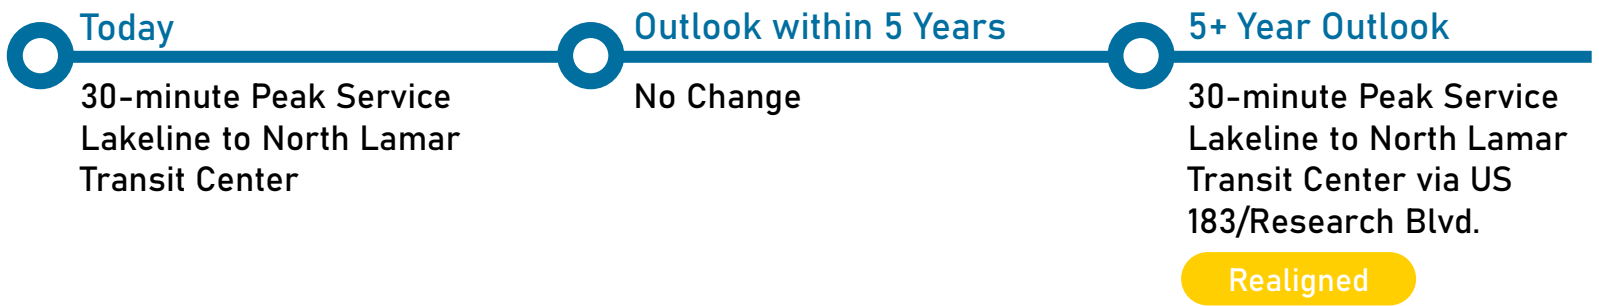 Today
30-minute Peak Service
Lakeline to North Lamar
Transit Center
Outlook within 5 Years
No Change
5+ Year Outlook
30-minute Peak Service
Lakeline to North Lamar
Transit Center via US
183/Research Blvd.
Realigned